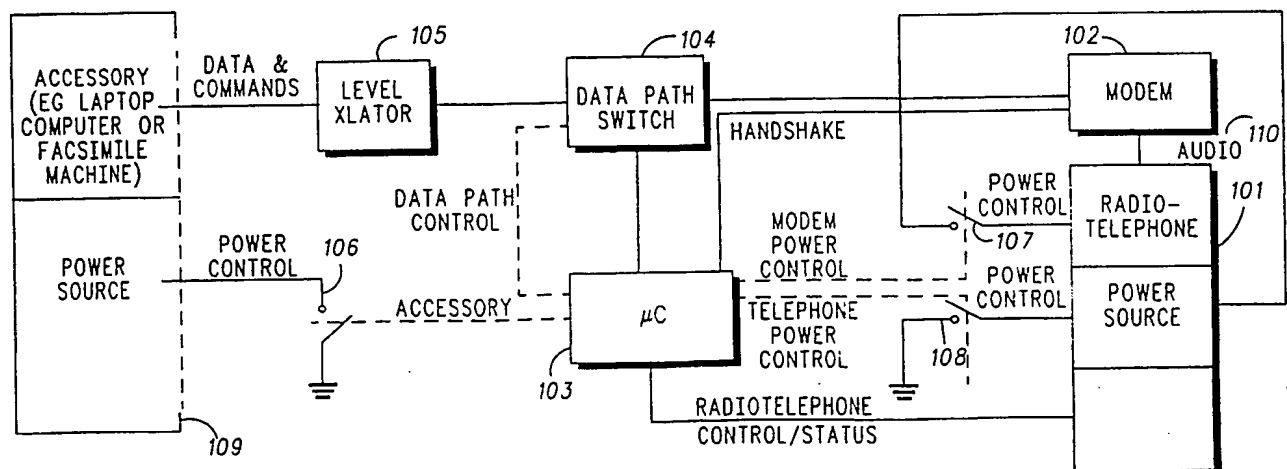 105
104
102
ACCESSORY
(EG LAPTOP
COMPUTER OR
FACSIMILE
MACHINE)
DATA &
COMMANDS
LEVEL
XLATOR
DATA PATH
SWITCH
MODEM
HANDSHAKE
AUDIO
110
DATA PATH
CONTROL
POWER
CONTROL
107
RADIO-
TELEPHONE
101
MODEM
POWER
CONTROL
POWER
SOURCE
POWER
CONTROL
106
ACCESSORY
μC
103
TELEPHONE
POWER
CONTROL
POWER
CONTROL
108
POWER
SOURCE
RADIOTELEPHONE
CONTROL/STATUS
109